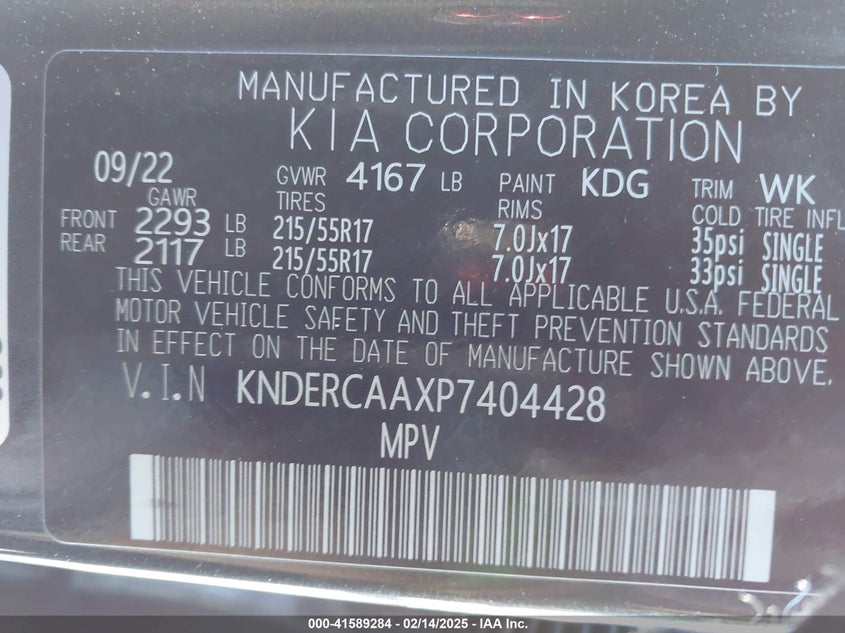 MANUFACTURED IN KOREA BY
KIA CORPORATION
09/22 GVWR 4167 LB PAINT KDG TRIM WK
GAWR TIRES RIMS COLD TIRE INFL
FRONT 2293 LB 215/55R17 7.0Jx17 35psi SINGLE
REAR 2117 LB 215/55R17 7.0Jx17 33psi SINGLE
THIS VEHICLE CONFORMS TO ALL APPLICABLE U.S.A. FEDERAL
MOTOR VEHICLE SAFETY AND THEFT PREVENTION STANDARDS
IN EFFECT ON THE DATE OF MANUFACTURE SHOWN ABOVE.
V.I.N KNDERCAAXP7404428
MPV
000-41589284 - 02/14/2025 - IAA Inc.